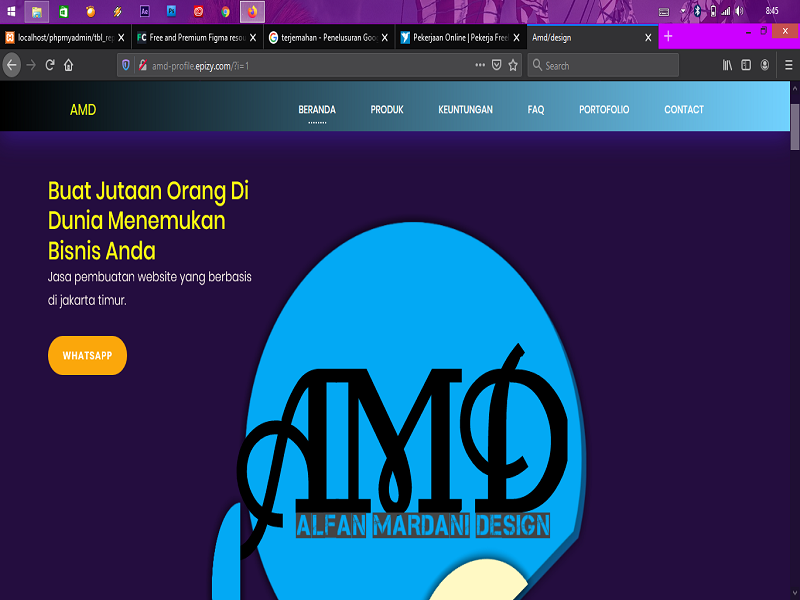 8:45
localhost/phpmyadmin/tbl_re
Free and Premium Figma resou
terjemahan - Penelusuran Goo
Pekerjaan Online | Pekerja Free
Amd/design
amd-profile.epizy.com/?i=1
Search
AMD
BERANDA
PRODUK
KEUNTUNGAN
FAQ
PORTOFOLIO
CONTACT
Buat Jutaan Orang Di
Dunia Menemukan
Bisnis Anda
Jasa pembuatan website yang berbasis
di jakarta timur.
WHATSAPP
AMD
ALFAN MARDANI DESIGN